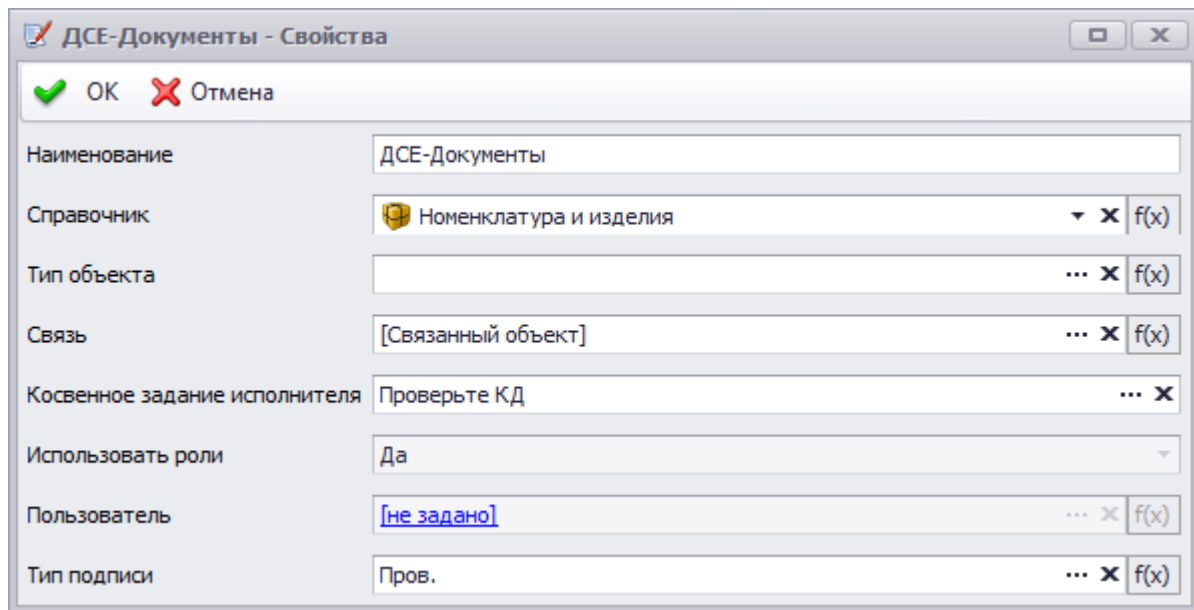 ДСЕ-Документы - Свойства
ОК Отмена
Наименование ДСЕ-Документы
Справочник Номенклатура и изделия f(x)
Тип объекта ... f(x)
Связь [Связанный объект] ... f(x)
Косвенное задание исполнителя Проверьте КД ...
Использовать роли Да
Пользователь [не задано] ... f(x)
Тип подписи Пров. ... f(x)